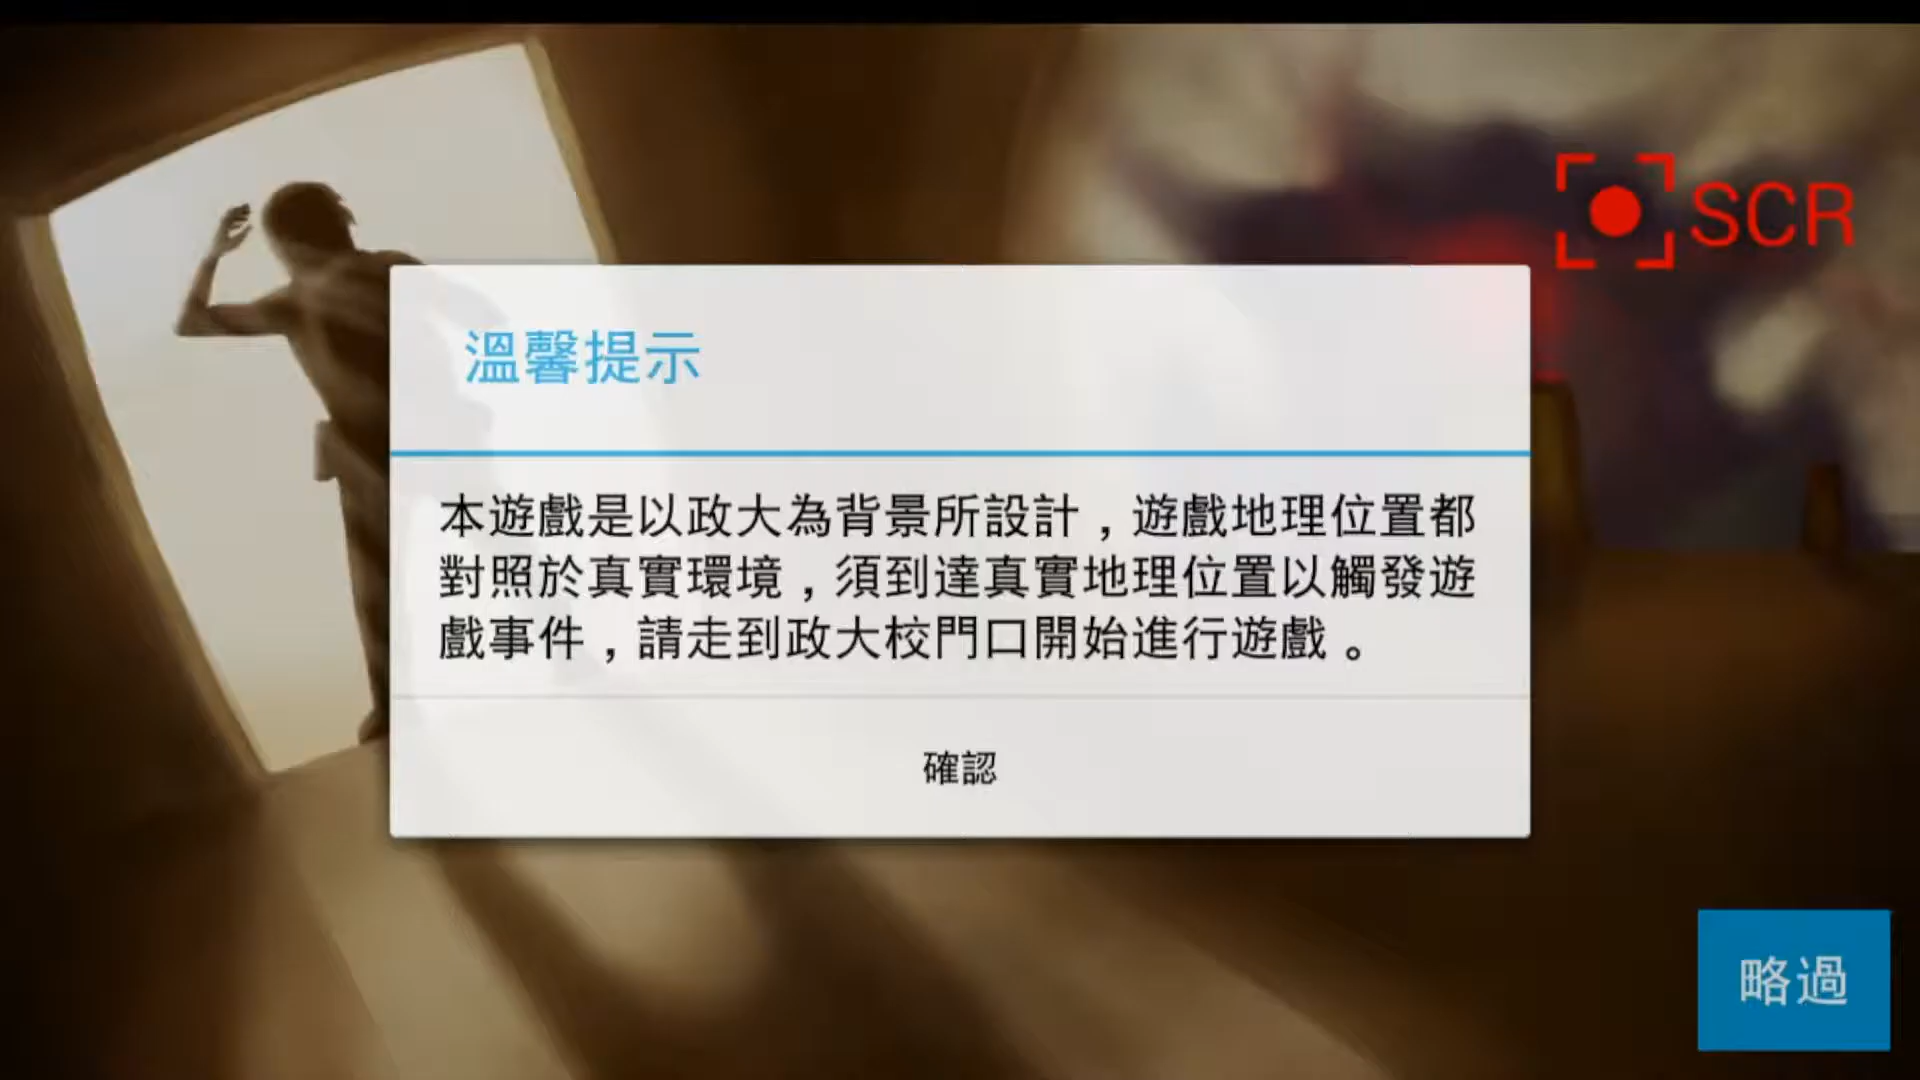 SCR
溫馨提示
本遊戲是以政大為背景所設計，遊戲地理位置都
對照於真實環境，須到達真實地理位置以觸發遊
戲事件，請走到政大校門口開始進行遊戲。
確認
略過